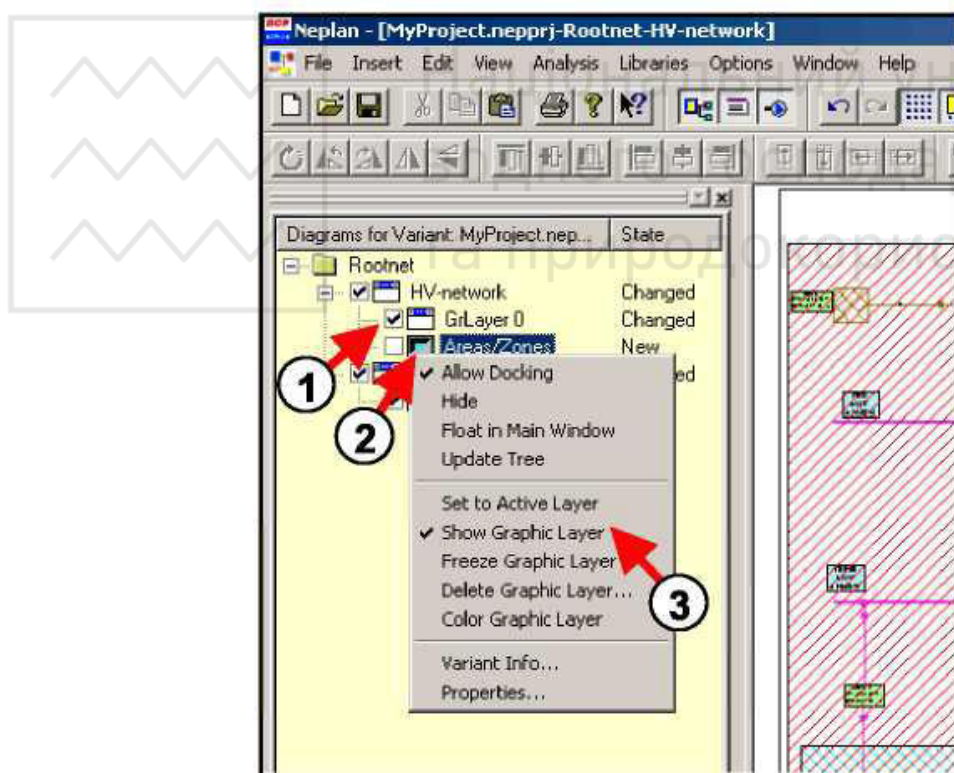 Neplan - [MyProject.nepprj-Rootnet-HV-network]
File Insert Edit View Analysis Libraries Options Window Help
Diagrams for Variant: MyProject.nep... State
Rootnet
HV-network Changed
GrLayer 0 Changed
Areas/Zones New
ed
1
2
Allow Docking
Hide
Float in Main Window
Update Tree
Set to Active Layer
Show Graphic Layer
Freeze Graphic Layer
Delete Graphic Layer...
Color Graphic Layer
3
Variant Info...
Properties...
та природокорис